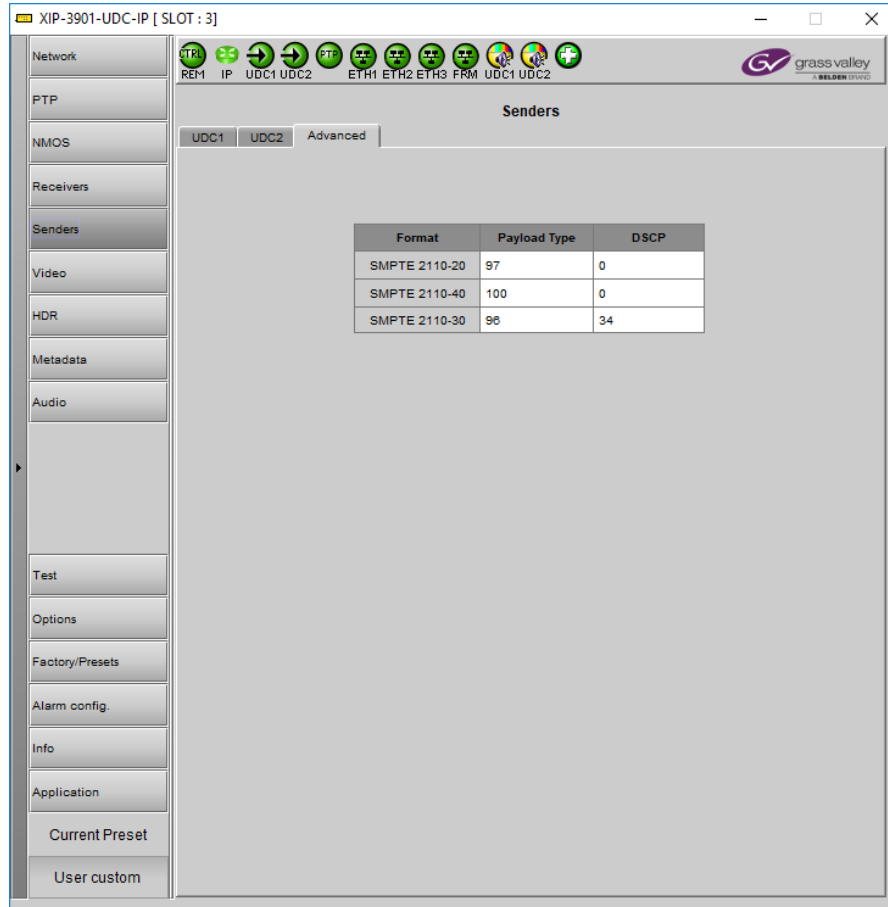 XIP-3901-UDC-IP [ SLOT : 3]
Network
PTP
NMOS
Receivers
Senders
Video
HDR
Metadata
Audio
Test
Options
Factory/Presets
Alarm config.
Info
Application
Current Preset
User custom
CTRL PTP
REM IP UDC1 UDC2 ETH1 ETH2 ETH3 FRM UDC1 UDC2
GV grass valley
A BELDEN BRAND
Senders
UDC1 UDC2 Advanced
Format Payload Type DSCP
SMPTE 2110-20 97 0
SMPTE 2110-40 100 0
SMPTE 2110-30 96 34